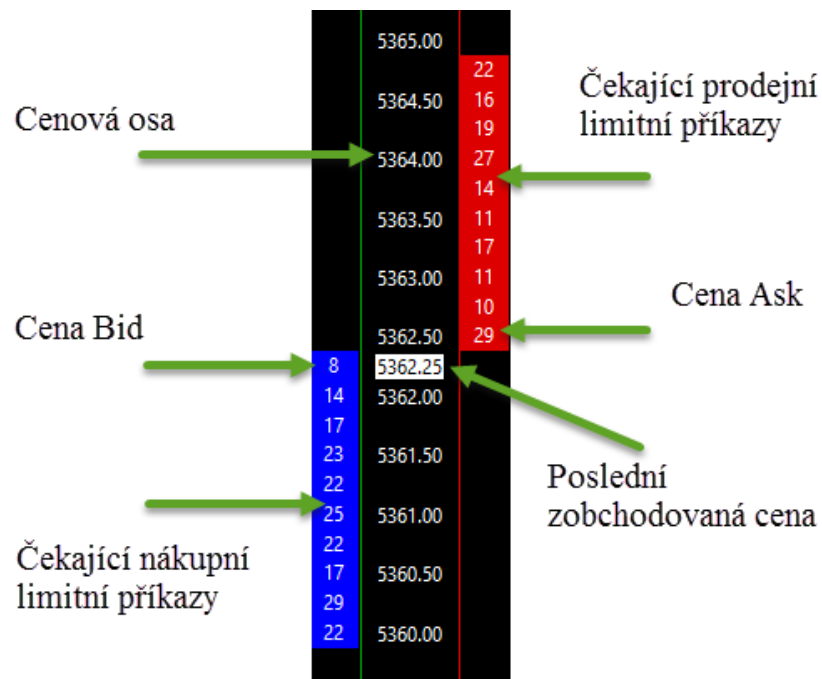 5365.00
22
5364.50 16
19
Čekající prodejní
limitní příkazy
Cenová osa
5364.00 27
14
5363.50 11
17
5363.00 11
Cena Ask
10
Cena Bid
5362.50 29
8 5362.25
14 5362.00
17
23 5361.50
22
Poslední
zobchodovaná cena
25 5361.00
22
Čekající nákupní
limitní příkazy
17 5360.50
29
22 5360.00